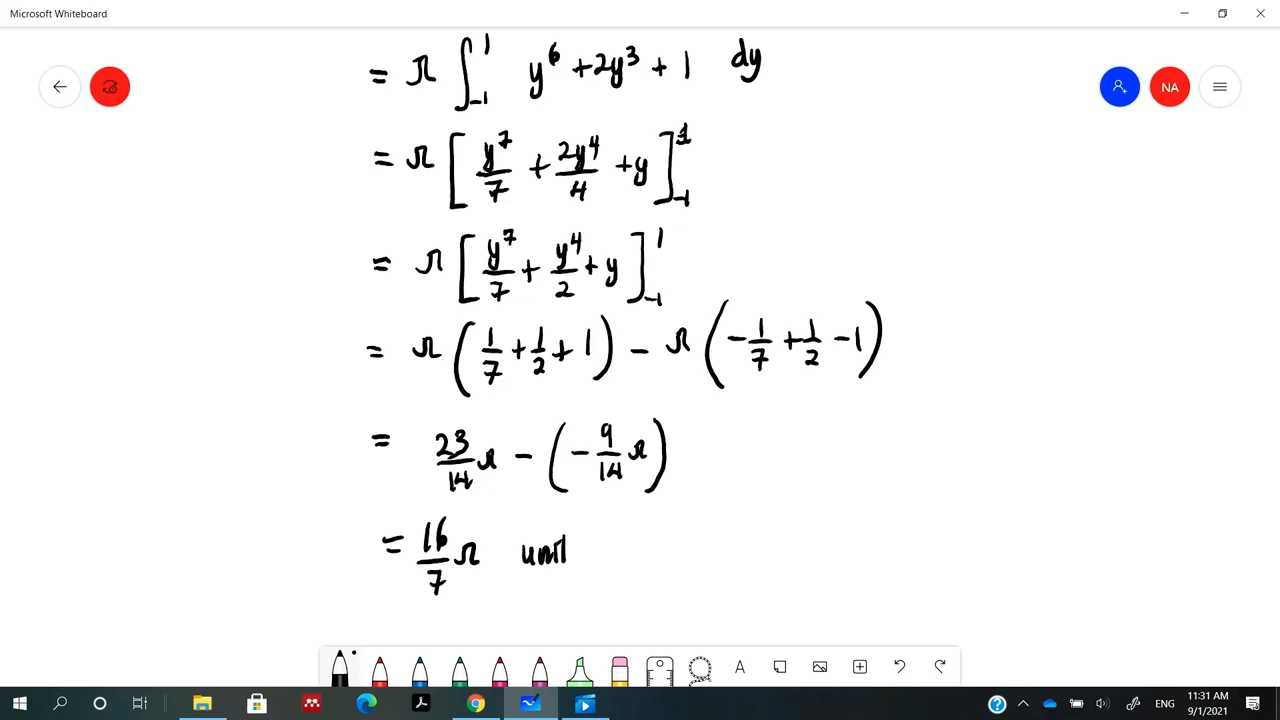 Microsoft Whiteboard
NA
= π ∫₋₁¹ y⁶ + 2y³ + 1 dy
= π [ y⁷/7 + 2y⁴/4 + y ]₋₁¹
= π [ y⁷/7 + y⁴/2 + y ]₋₁¹
= π ( 1/7 + 1/2 + 1 ) − π ( −1/7 + 1/2 − 1 )
= 23/14 π − ( −9/14 π )
= 16/7 π unit
A
ENG
11:31 AM
9/1/2021